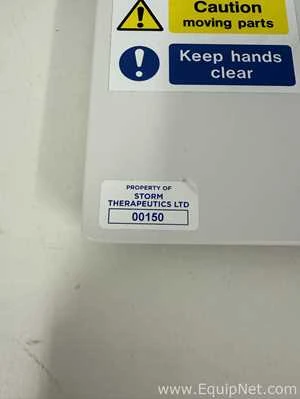 Caution
moving parts
Keep hands
clear
PROPERTY OF
STORM
THERAPEUTICS LTD
00150
www.EquipNet.com